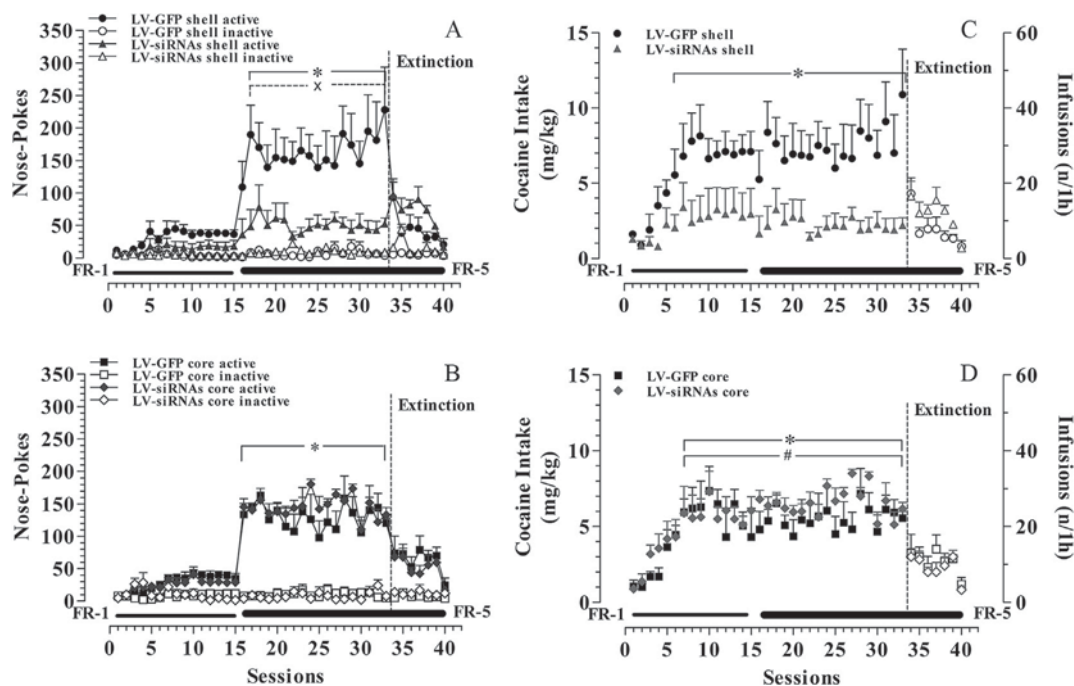 LV-GFP shell active
LV-GFP shell inactive
LV-siRNAs shell active
LV-siRNAs shell inactive
A
Extinction
*
x
Nose-Pokes
350
300
250
200
150
100
50
0
FR-1
FR-5
0 5 10 15 20 25 30 35 40
C
LV-GFP shell
LV-siRNAs shell
Extinction
*
Cocaine Intake
(mg/kg)
15
10
5
0
Infusions (n/1h)
60
40
20
0
FR-1
FR-5
0 5 10 15 20 25 30 35 40
LV-GFP core active
LV-GFP core inactive
LV-siRNAs core active
LV-siRNAs core inactive
B
Extinction
*
Nose-Pokes
350
300
250
200
150
100
50
0
FR-1
FR-5
0 5 10 15 20 25 30 35 40
Sessions
D
LV-GFP core
LV-siRNAs core
Extinction
*
#
Cocaine Intake
(mg/kg)
15
10
5
0
Infusions (n/1h)
60
40
20
0
FR-1
FR-5
0 5 10 15 20 25 30 35 40
Sessions